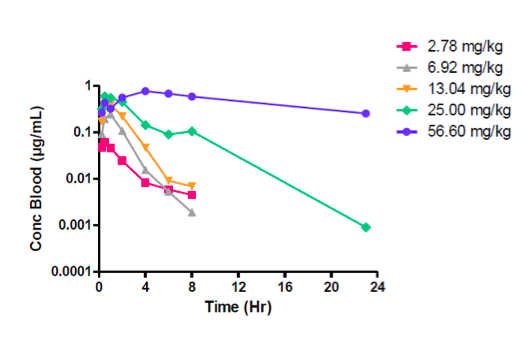 2.78 mg/kg
6.92 mg/kg
13.04 mg/kg
25.00 mg/kg
56.60 mg/kg
1
0.1
0.01
0.001
0.0001
Conc Blood (µg/mL)
0 4 8 12 16 20 24
Time (Hr)